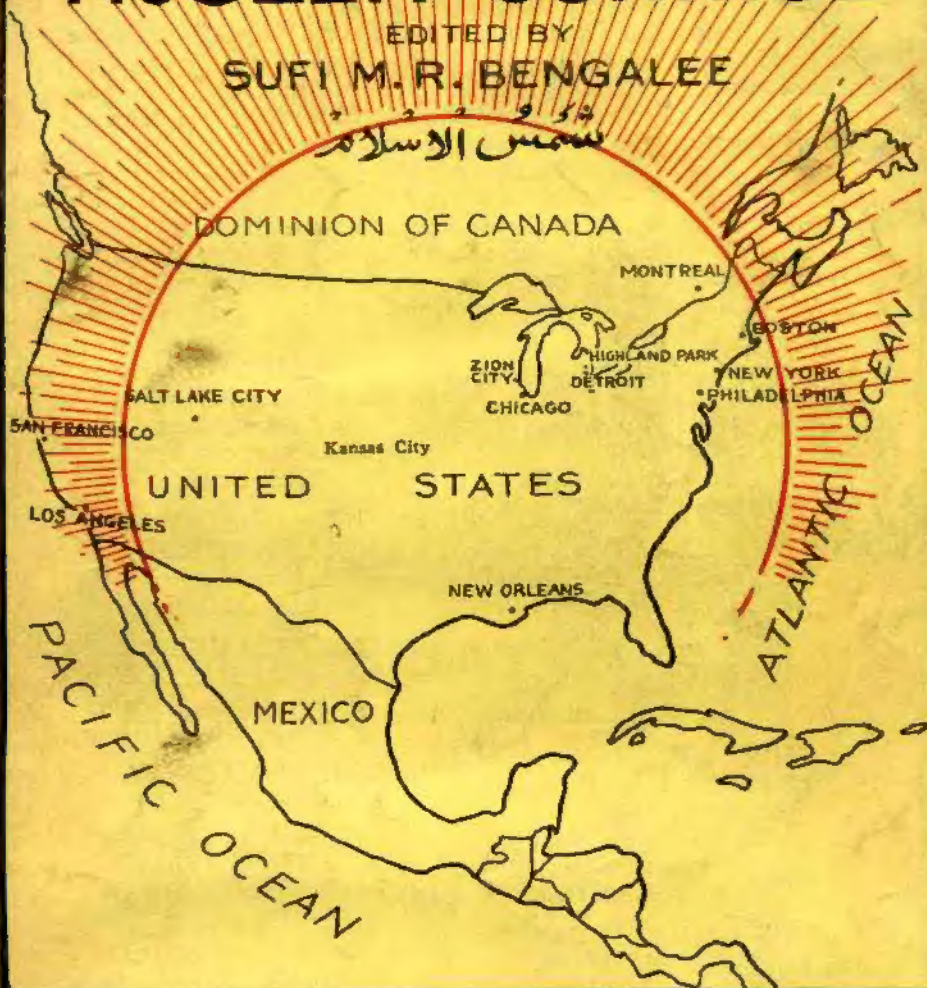 EDITED BY
SUFI M. R. BENGALEE
شمس الاسلام
DOMINION OF CANADA
MONTREAL
BOSTON
HIGHLAND PARK
ZION
CITY
DETROIT
NEW YORK
SALT LAKE CITY
PHILADELPHIA
CHICAGO
SAN FRANCISCO
Kansas City
UNITED STATES
LOS ANGELES
NEW ORLEANS
ATLANTIC OCEAN
MEXICO
PACIFIC OCEAN